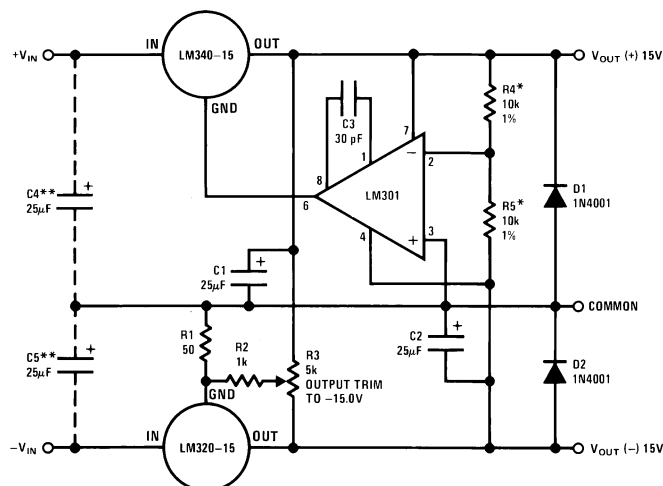 +VIN
IN
LM340–15
OUT
GND
VOUT (+) 15V
R4*
10k
1%
C3
30 pF
7
8
1
–
2
LM301
6
4
+
3
R5*
10k
1%
D1
1N4001
C4**
+
25µF
C1
+
25µF
COMMON
C5**
+
25µF
R1
50
R2
1k
R3
5k
OUTPUT TRIM
TO –15.0V
C2
+
25µF
D2
1N4001
GND
–VIN
IN
LM320–15
OUT
VOUT (–) 15V